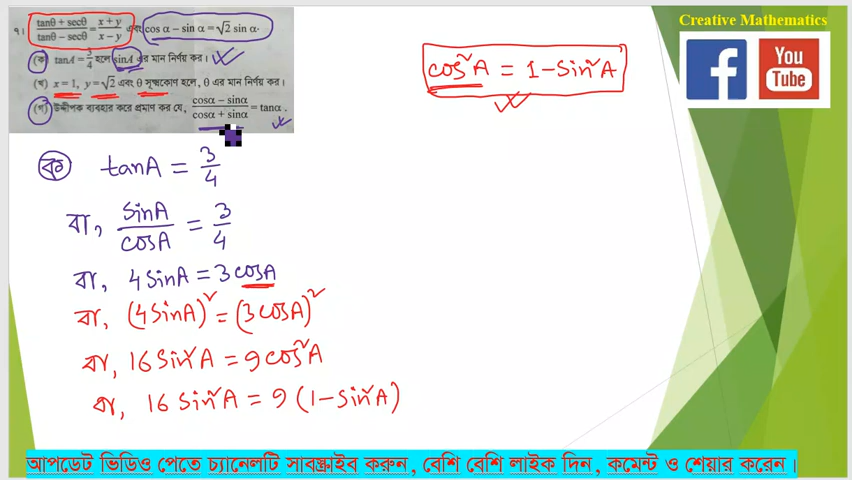 ৭। tanθ + secθ / tanθ − secθ = x + y / x − y এবং cos α − sin α = √2 sin α.
(ক) tanA = 3/4 হলে sinA এর মান নির্ণয় কর।
(খ) x = 1, y = √2 এবং θ সূক্ষ্মকোণ হলে, θ এর মান নির্ণয় কর।
(গ) উদ্দীপক ব্যবহার করে প্রমাণ কর যে, cosα − sinα / cosα + sinα = tanα.
Creative Mathematics
f
You Tube
cos²A = 1 − sin²A
ক tanA = 3/4
বা, sinA/cosA = 3/4
বা, 4 sinA = 3 cosA
বা, (4 sinA)² = (3 cosA)²
বা, 16 sin²A = 9 cos²A
বা, 16 sin²A = 9 (1 − sin²A)
আপডেট ভিডিও পেতে চ্যানেলটি সাবস্ক্রাইব করুন, বেশি বেশি লাইক দিন, কমেন্ট ও শেয়ার করেন।